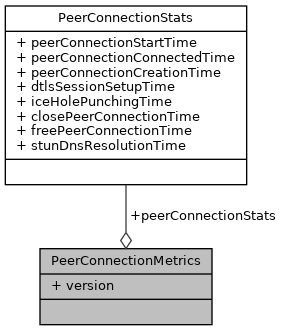 PeerConnectionStats
+ peerConnectionStartTime
+ peerConnectionConnectedTime
+ peerConnectionCreationTime
+ dtlsSessionSetupTime
+ iceHolePunchingTime
+ closePeerConnectionTime
+ freePeerConnectionTime
+ stunDnsResolutionTime
+peerConnectionStats
PeerConnectionMetrics
+ version